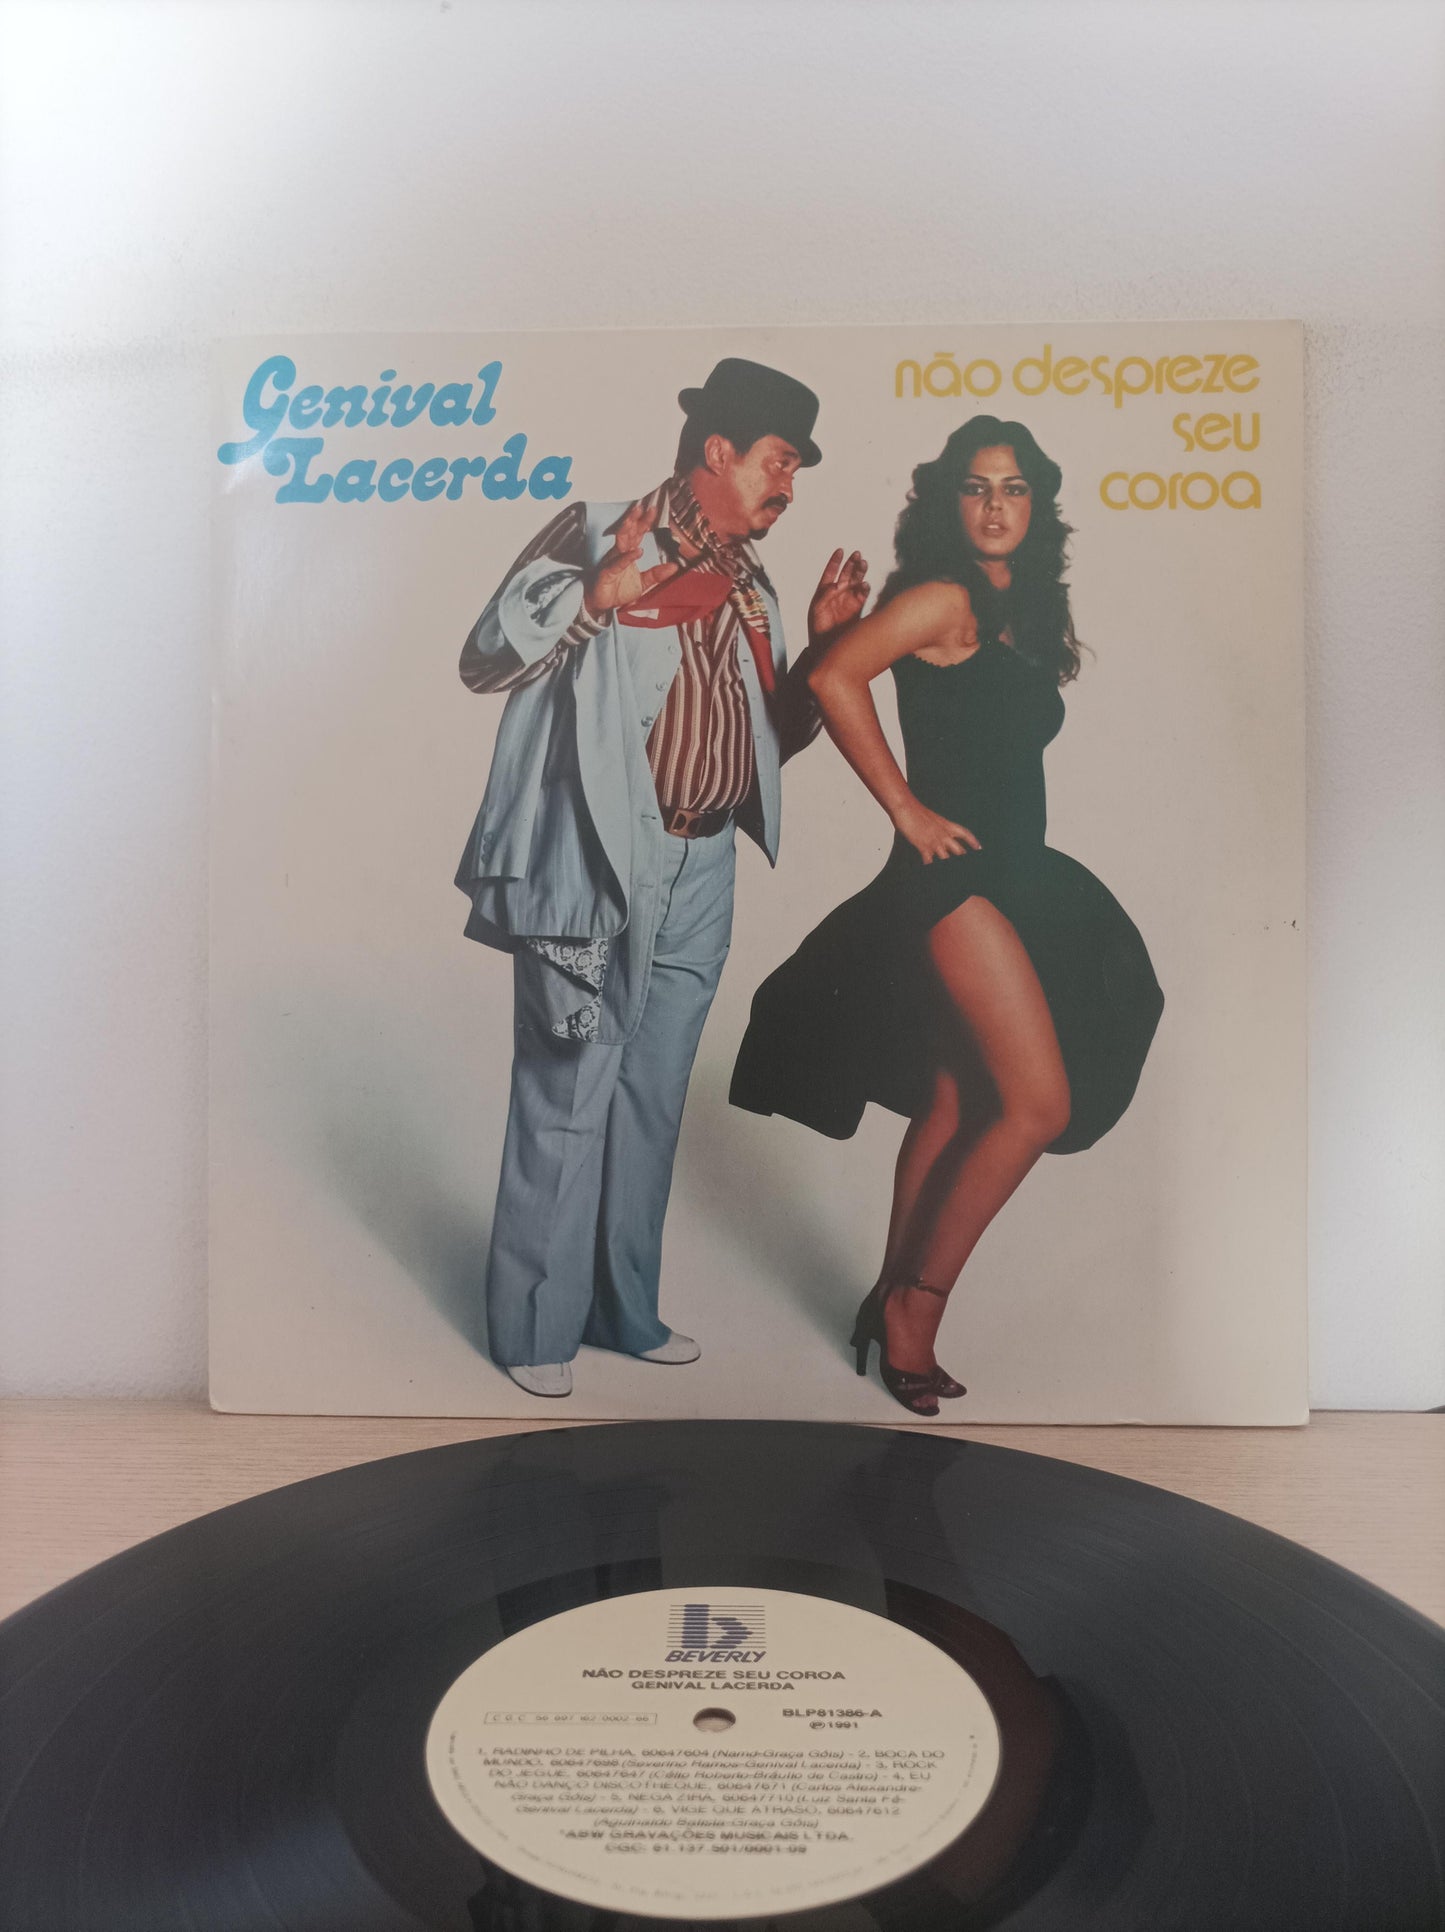 Genival
Lacerda
não despreze
seu
coroa
b
BEVERLY
NÃO DESPREZE SEU COROA
GENIVAL LACERDA
BLP81386-A
℗1991
1. RADINHO DE PILHA, 60647604 (Namd-Graça Góis) - 2. BOCA DO
MUNDO, 60647698 (Severino Ramos-Genival Lacerda) - 3. ROCK
DO JEGUE, 60647647 (Célio Roberto-Bráulio de Castro) - 4. EU
NÃO DANÇO DISCOTHEQUE, 60647671 (Carlos Alexandre-
Graça Góis) - 5. NEGA ZIRA, 60647710 (Luiz Santa Fé-
Genival Lacerda) - 6. VIGE QUE ATRASO, 60647612
(Aguinaldo Batista-Graça Góis)
ABW GRAVAÇÕES MUSICAIS LTDA.